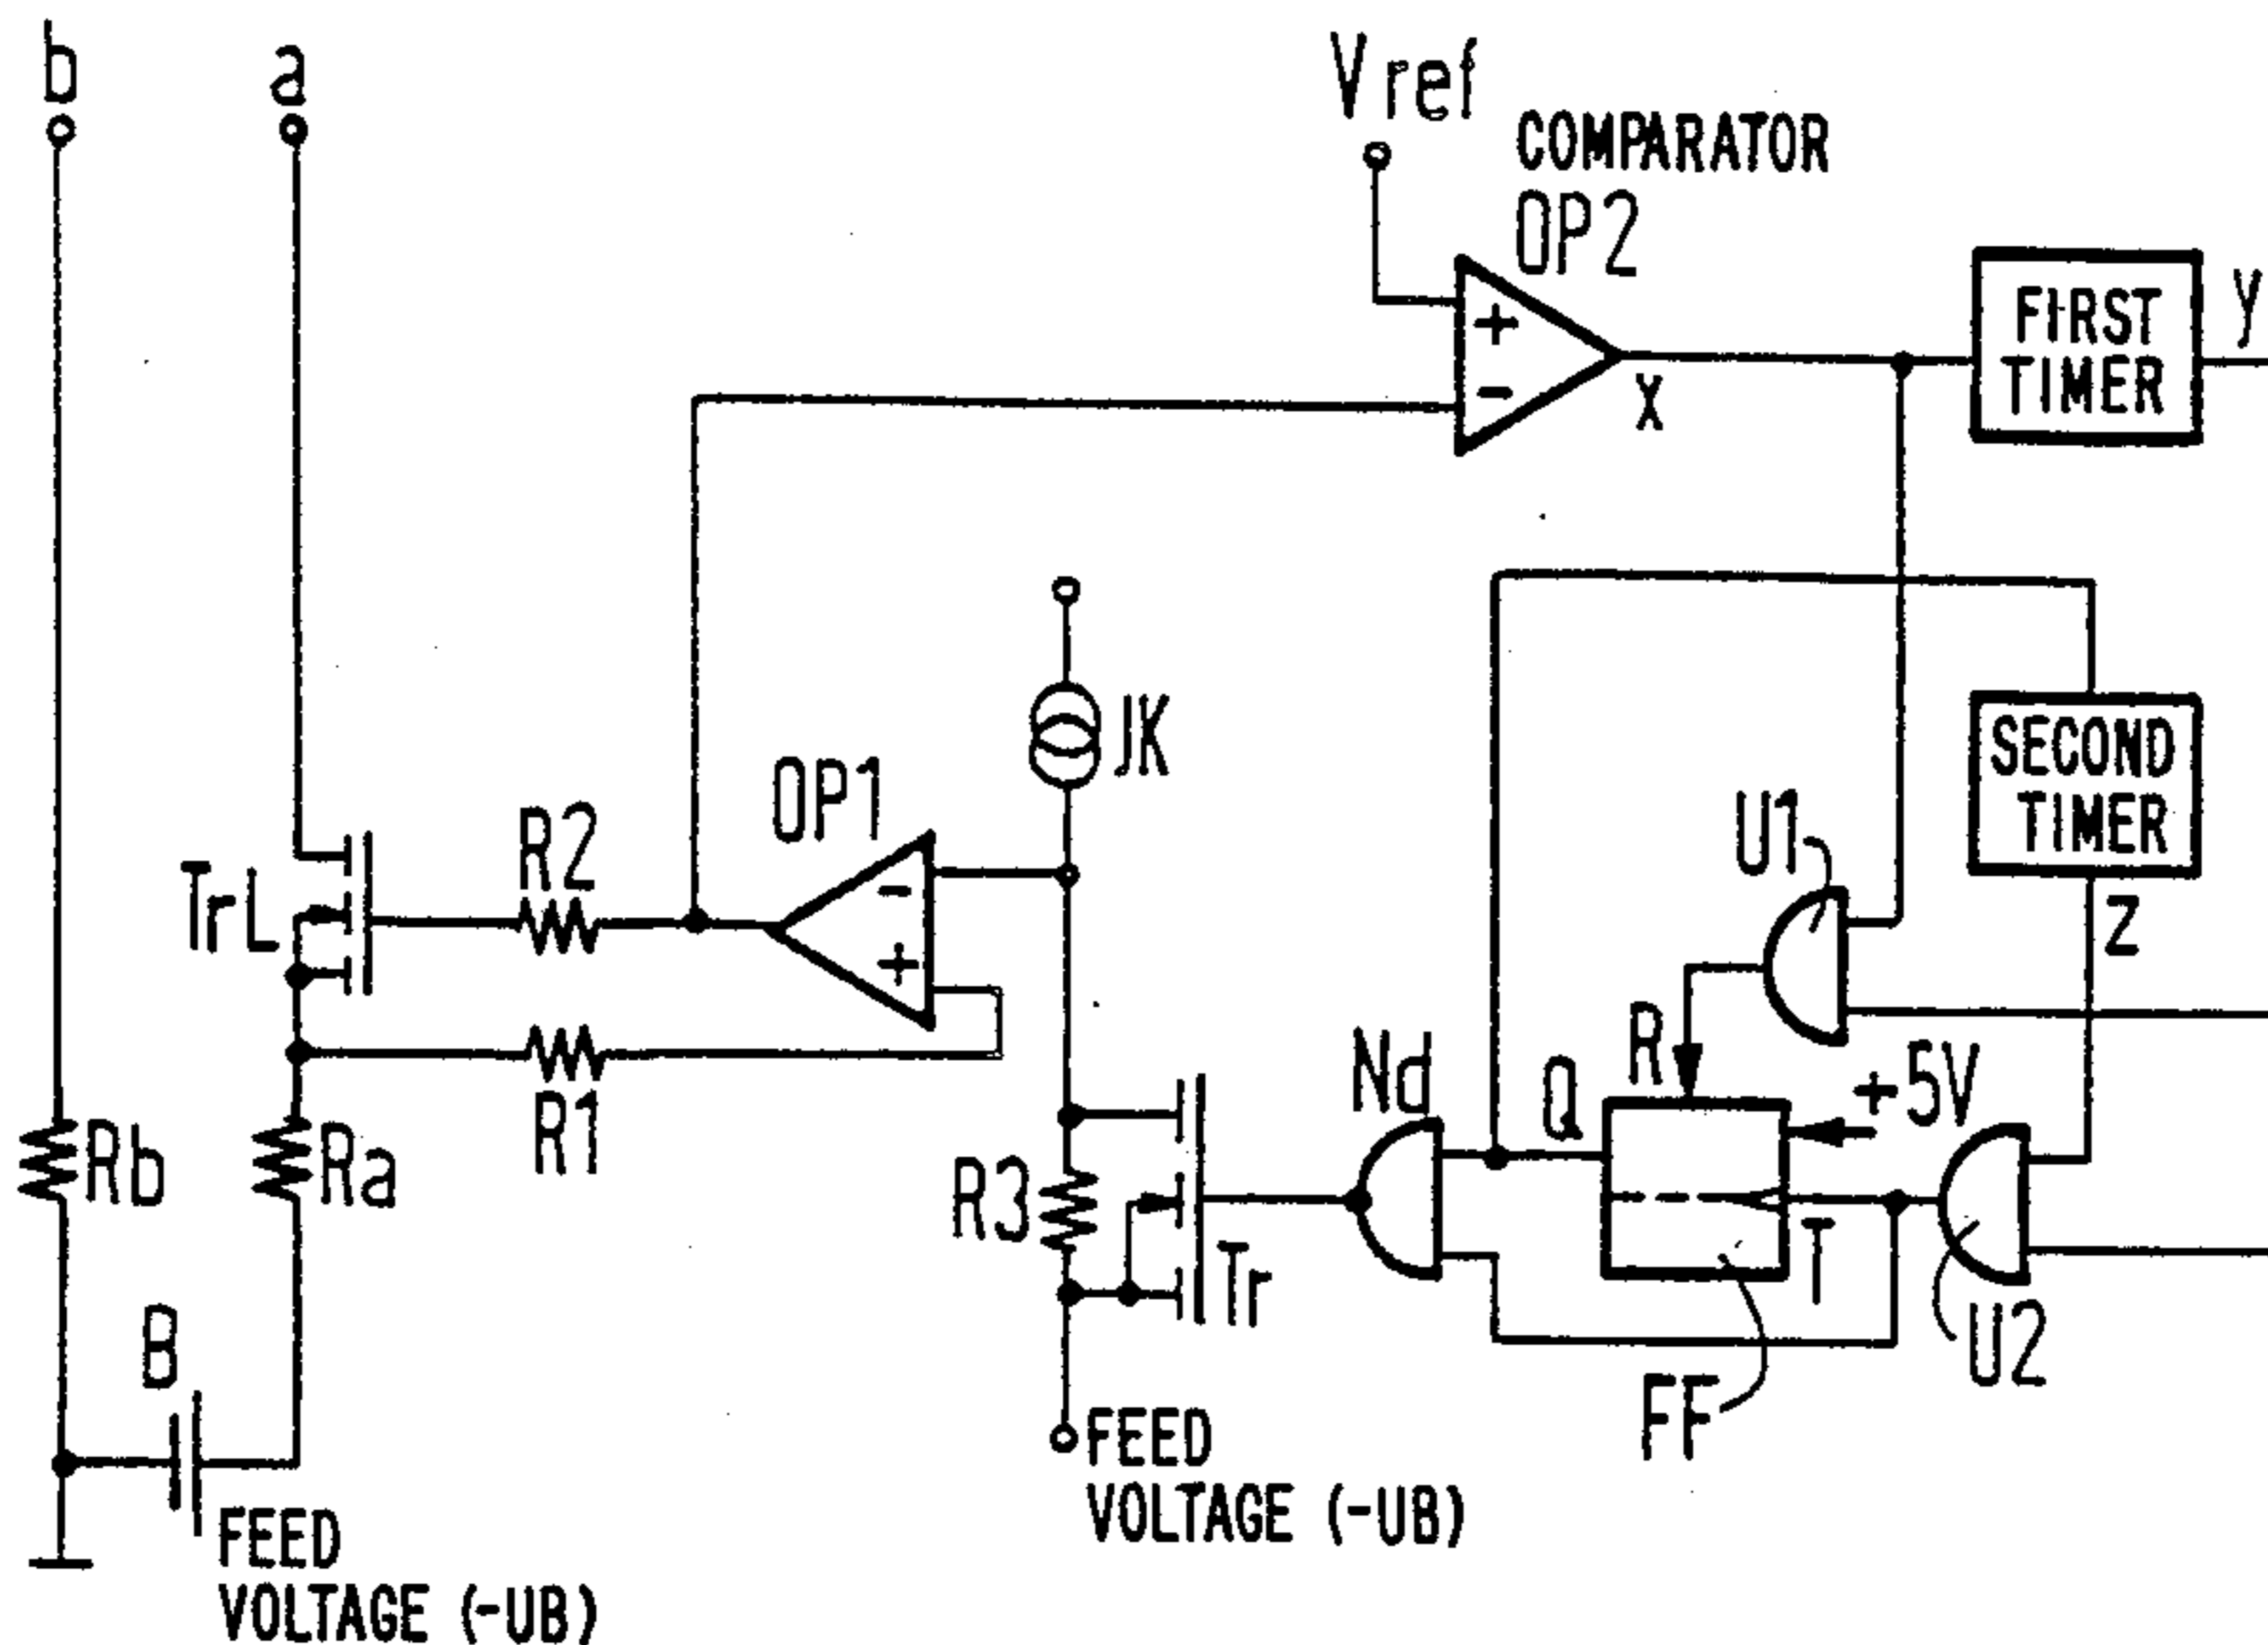 b
a
Vref
COMPARATOR
OP2
+
-
x
FIRST
TIMER
y
JK
OP1
-
+
R2
TrL
R1
Rb
Ra
B
FEED
VOLTAGE (-UB)
R3
Tr
FEED
VOLTAGE (-UB)
Nd
Q
R
+5V
T
FF
U1
U2
SECOND
TIMER
z